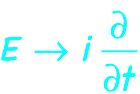 E → i ∂/∂t